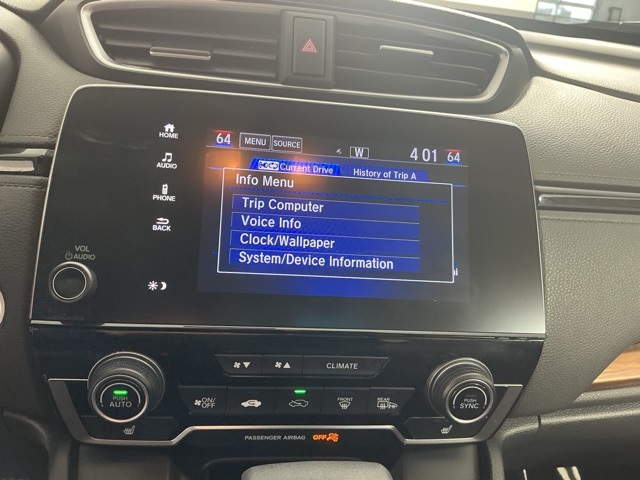 HOME
AUDIO
PHONE
BACK
VOL
AUDIO
64 MENU SOURCE W 4 01 64
Current Drive History of Trip A
Info Menu
Trip Computer
Voice Info
Clock/Wallpaper
System/Device Information
CLIMATE
PUSH
AUTO
ON/
OFF
FRONT
REAR
PUSH
SYNC
PASSENGER AIRBAG OFF